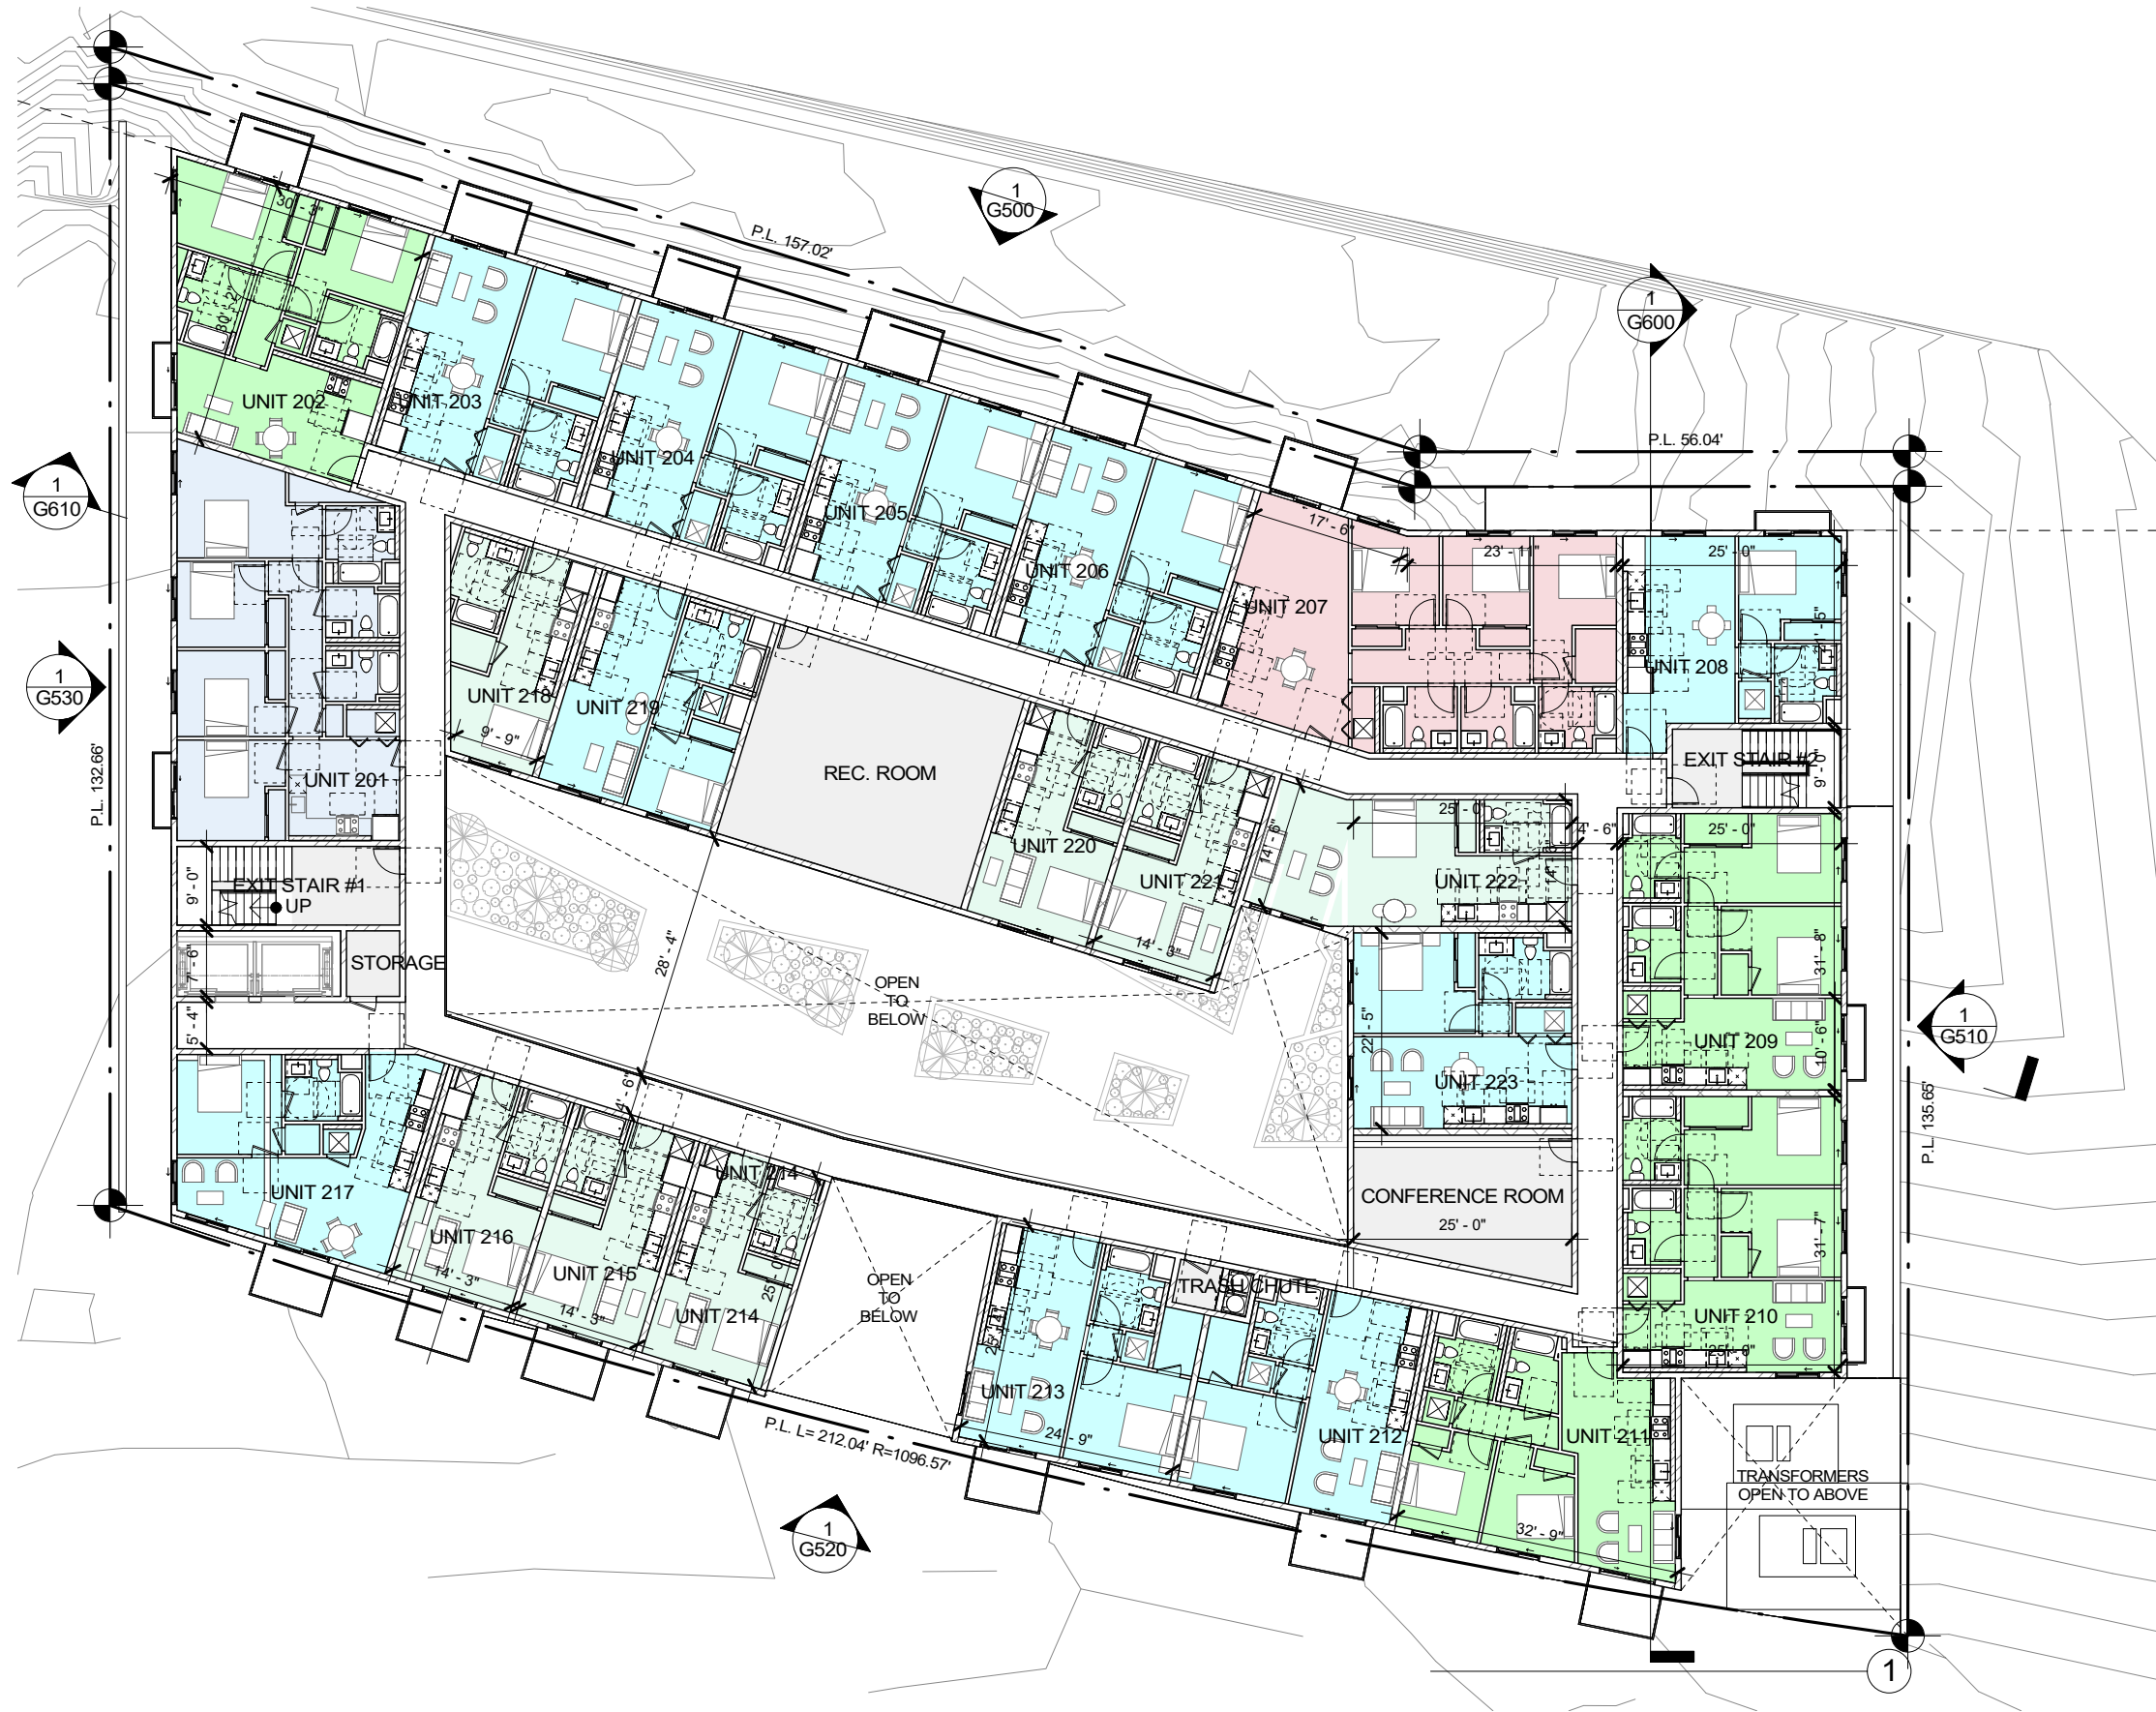 1
G500
P.L. 157.02'
30' - 3"
30' - 2"
1
G600
UNIT 202
UNIT 203
UNIT 204
UNIT 205
UNIT 206
P.L. 56.04'
1
G610
17' - 6"
23' - 11"
25' - 0"
UNIT 207
UNIT 208
1
G530
UNIT 218
9' - 9"
UNIT 219
REC. ROOM
EXIT STAIR #2
9' - 0"
P.L. 132.66'
UNIT 201
25' - 0"
4' - 6"
25' - 0"
14' - 6"
UNIT 220
UNIT 221
UNIT 222
14' - 3"
EXIT STAIR #1
UP
9' - 0"
28' - 4"
STORAGE
7' - 6"
31' - 8"
OPEN
TO
BELOW
5' - 4"
22' - 5"
UNIT 209
10' - 6"
1
G510
UNIT 223
P.L. 135.65'
UNIT 214
UNIT 217
CONFERENCE ROOM
25' - 0"
UNIT 216
14' - 3"
UNIT 215
14' - 3"
UNIT 214
25' - 0"
OPEN
TO
BELOW
TRASH CHUTE
31' - 7"
UNIT 210
25' - 0"
UNIT 213
24' - 9"
UNIT 212
UNIT 211
P.L. L= 212.04' R=1096.57'
32' - 9"
TRANSFORMERS
OPEN TO ABOVE
1
G520
1